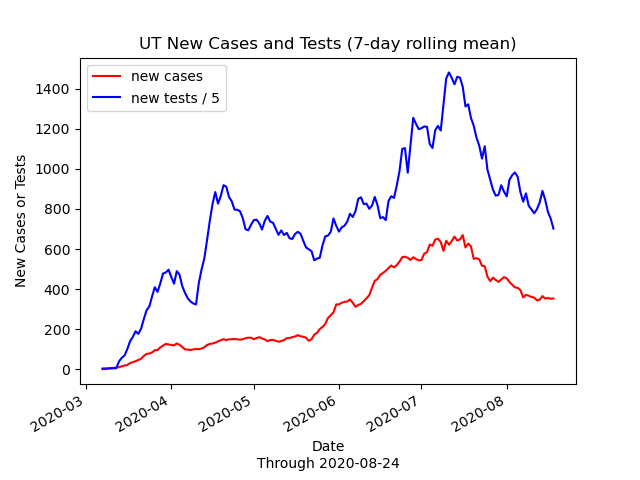 UT New Cases and Tests (7-day rolling mean)
new cases
new tests / 5
New Cases or Tests
1400
1200
1000
800
600
400
200
0
2020-03
2020-04
2020-05
2020-06
2020-07
2020-08
Date
Through 2020-08-24